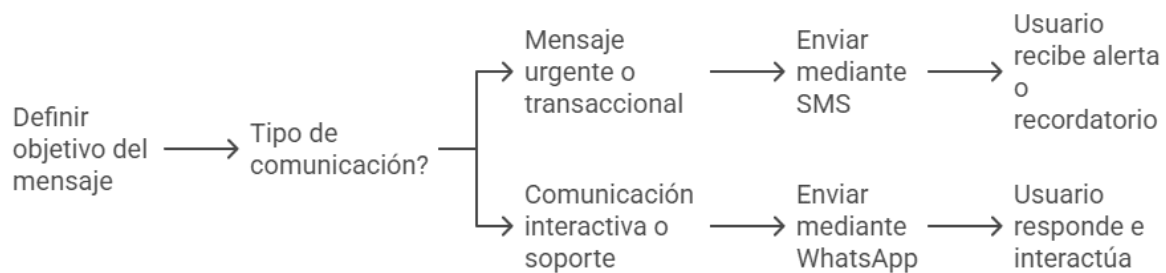 Definir
objetivo del
mensaje
Tipo de
comunicación?
Mensaje
urgente o
transaccional
Enviar
mediante
SMS
Usuario
recibe alerta
o
recordatorio
Comunicación
interactiva o
soporte
Enviar
mediante
WhatsApp
Usuario
responde e
interactúa